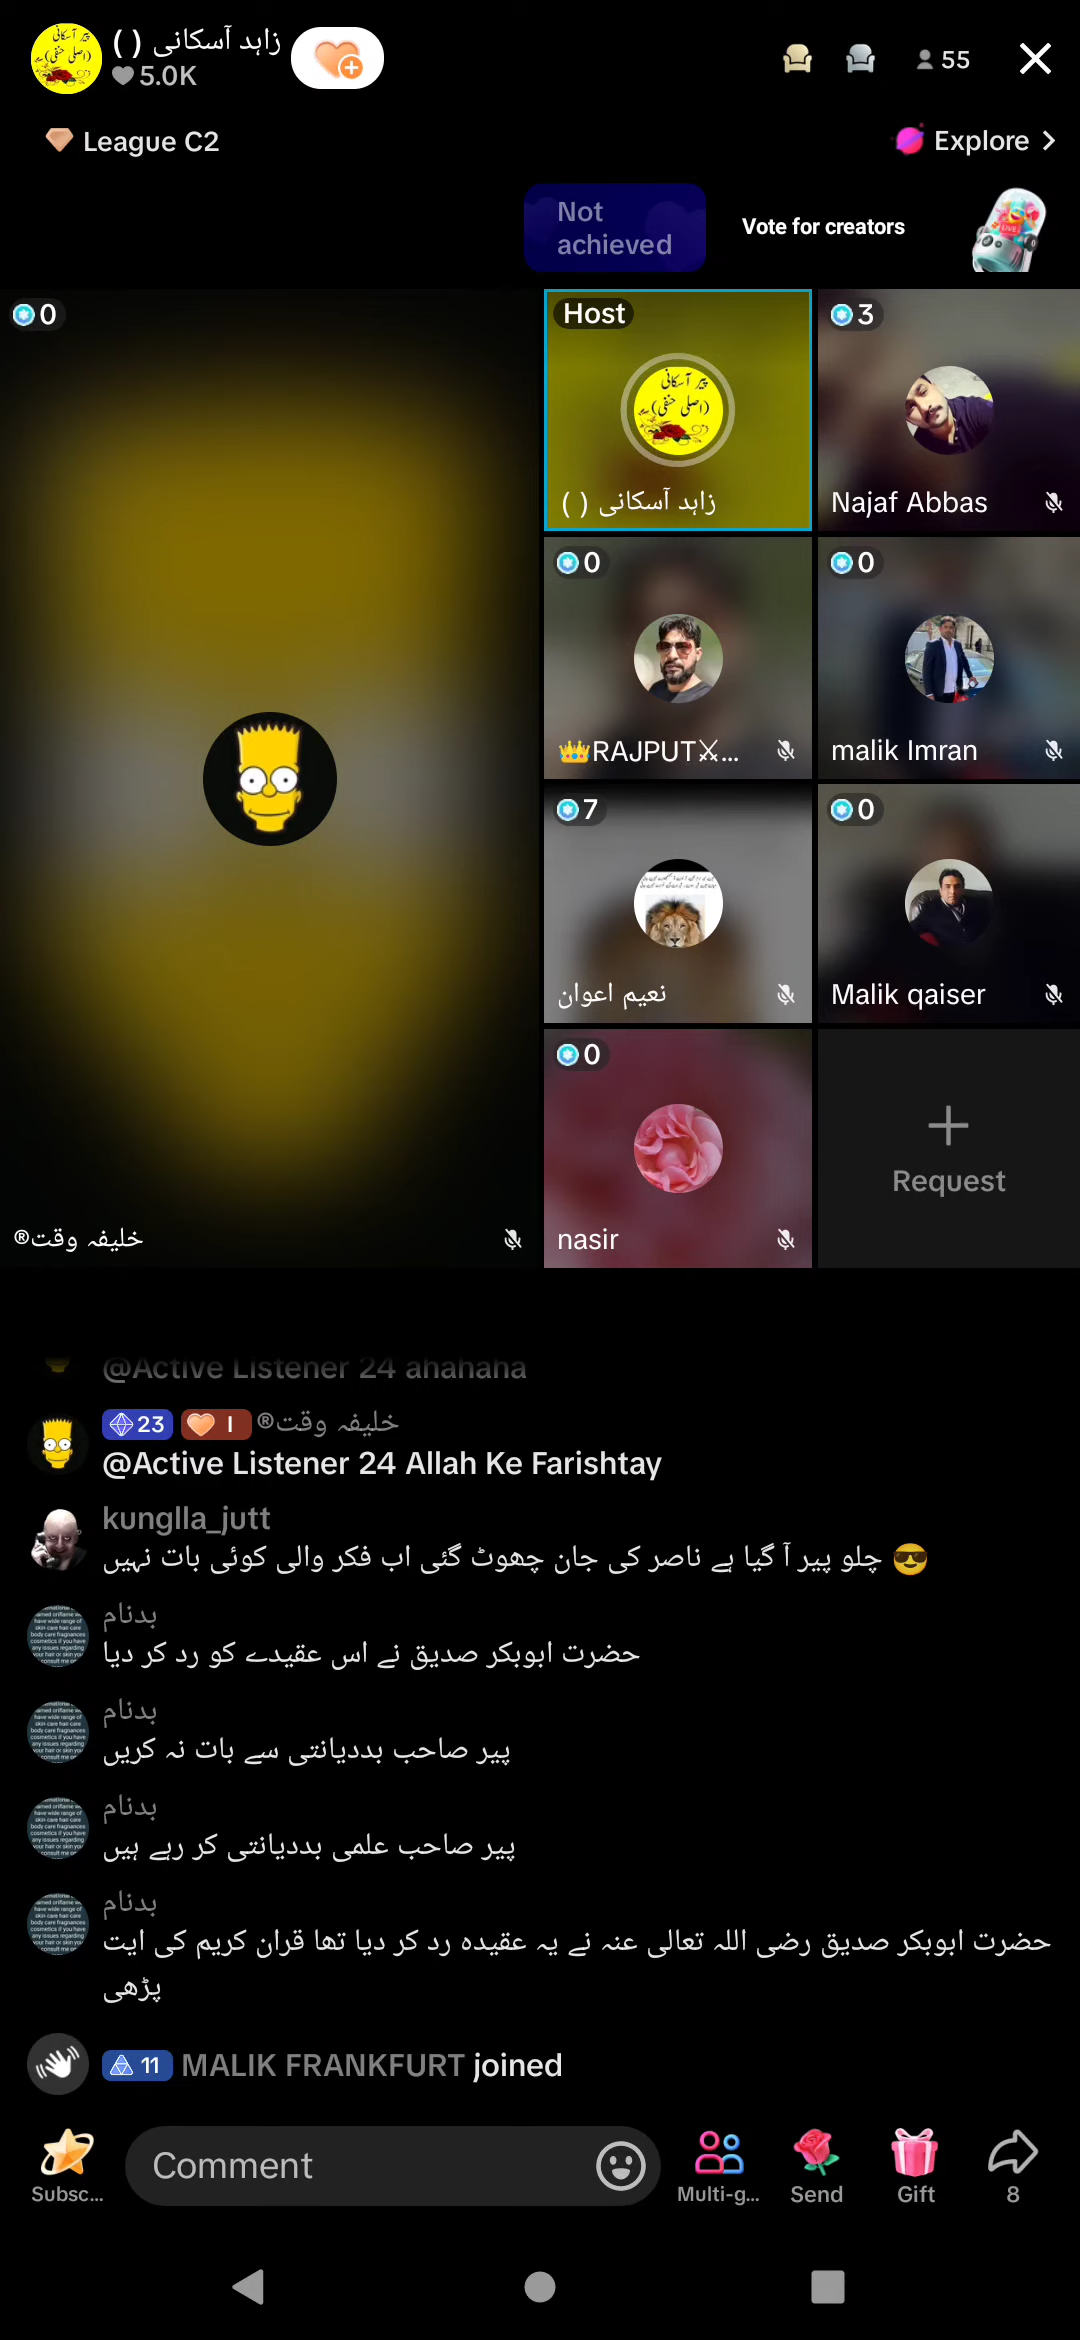 زاہد آسکانی ( )
5.0K
55
League C2
Explore
Not
achieved
Vote for creators
0
Host
پیر آسکانی
(اصلی حنفی)
زاہد آسکانی ( )
3
Najaf Abbas
0
👑RAJPUT⚔...
0
malik Imran
7
نعیم اعوان
0
Malik qaiser
0
nasir
Request
خلیفہ وقت®
@Active Listener 24 ahahaha
23 I خلیفہ وقت®
@Active Listener 24 Allah Ke Farishtay
kunglla_jutt
چلو پیر آ گیا ہے ناصر کی جان چھوٹ گئی اب فکر والی کوئی بات نہیں 😎
بدنام
حضرت ابوبکر صدیق نے اس عقیدے کو رد کر دیا
بدنام
پیر صاحب بددیانتی سے بات نہ کریں
بدنام
پیر صاحب علمی بددیانتی کر رہے ہیں
بدنام
حضرت ابوبکر صدیق رضی اللہ تعالی عنہ نے یہ عقیدہ رد کر دیا تھا قران کریم کی ایت
پڑھی
11 MALIK FRANKFURT joined
Comment
Subsc...
Multi-g...
Send
Gift
8